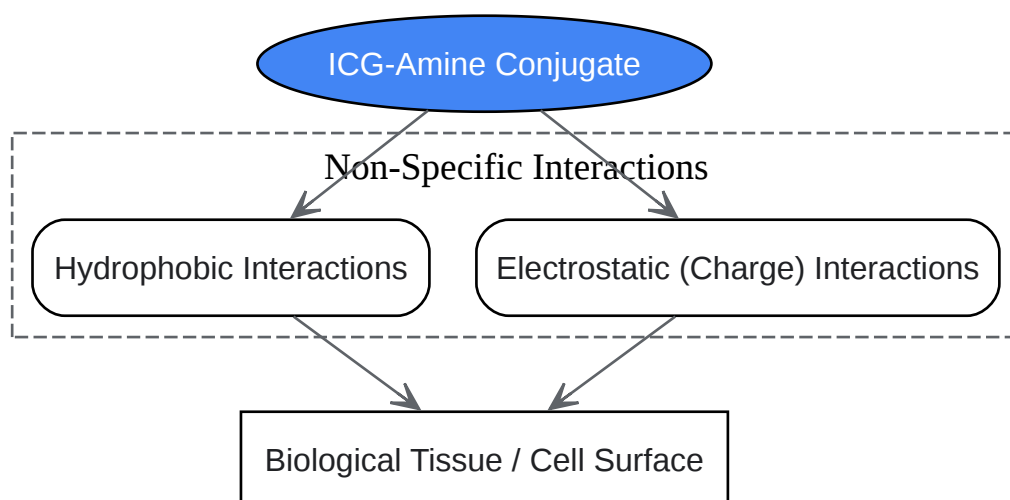 ICG-Amine Conjugate
Non-Specific Interactions
Hydrophobic Interactions
Electrostatic (Charge) Interactions
Biological Tissue / Cell Surface